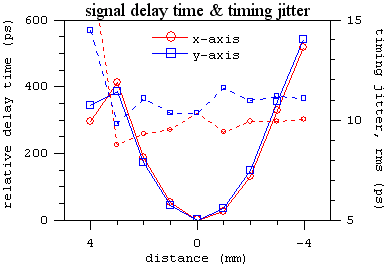 signal delay time & timing jitter
relative delay time (ps)
600
400
200
0
x-axis
y-axis
15
10
5
timing jitter, rms (ps)
4 2 0 -2 -4
distance (mm)